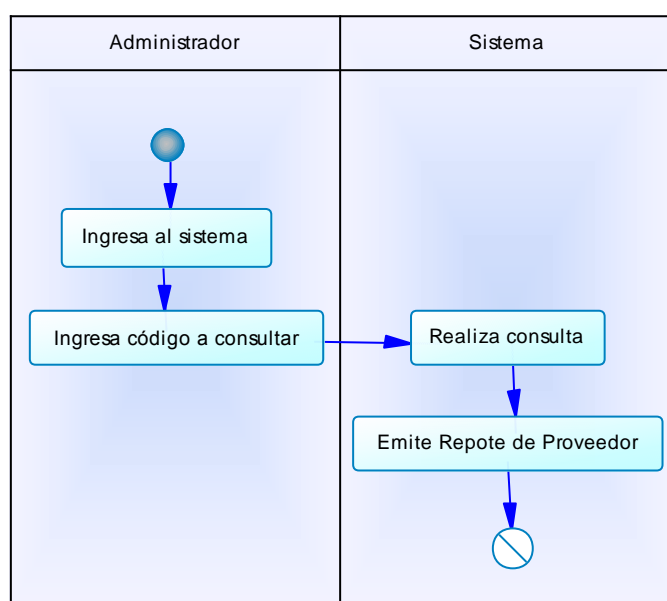 Administrador
Sistema
Ingresa al sistema
Ingresa código a consultar
Realiza consulta
Emite Repote de Proveedor